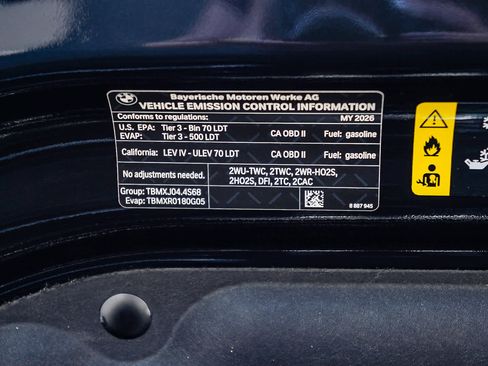 BMW
Bayerische Motoren Werke AG
VEHICLE EMISSION CONTROL INFORMATION
Conforms to regulations: MY 2026
U.S. EPA: Tier 3 - Bin 70 LDT CA OBD II Fuel: gasoline
EVAP: Tier 3 - 500 LDT
California: LEV IV - ULEV 70 LDT CA OBD II Fuel: gasoline
No adjustments needed. 2WU-TWC, 2TWC, 2WR-HO2S,
2HO2S, DFI, 2TC, 2CAC
Group: TBMXJ04.4S68
Evap: TBMXR0180G05
8 887 945